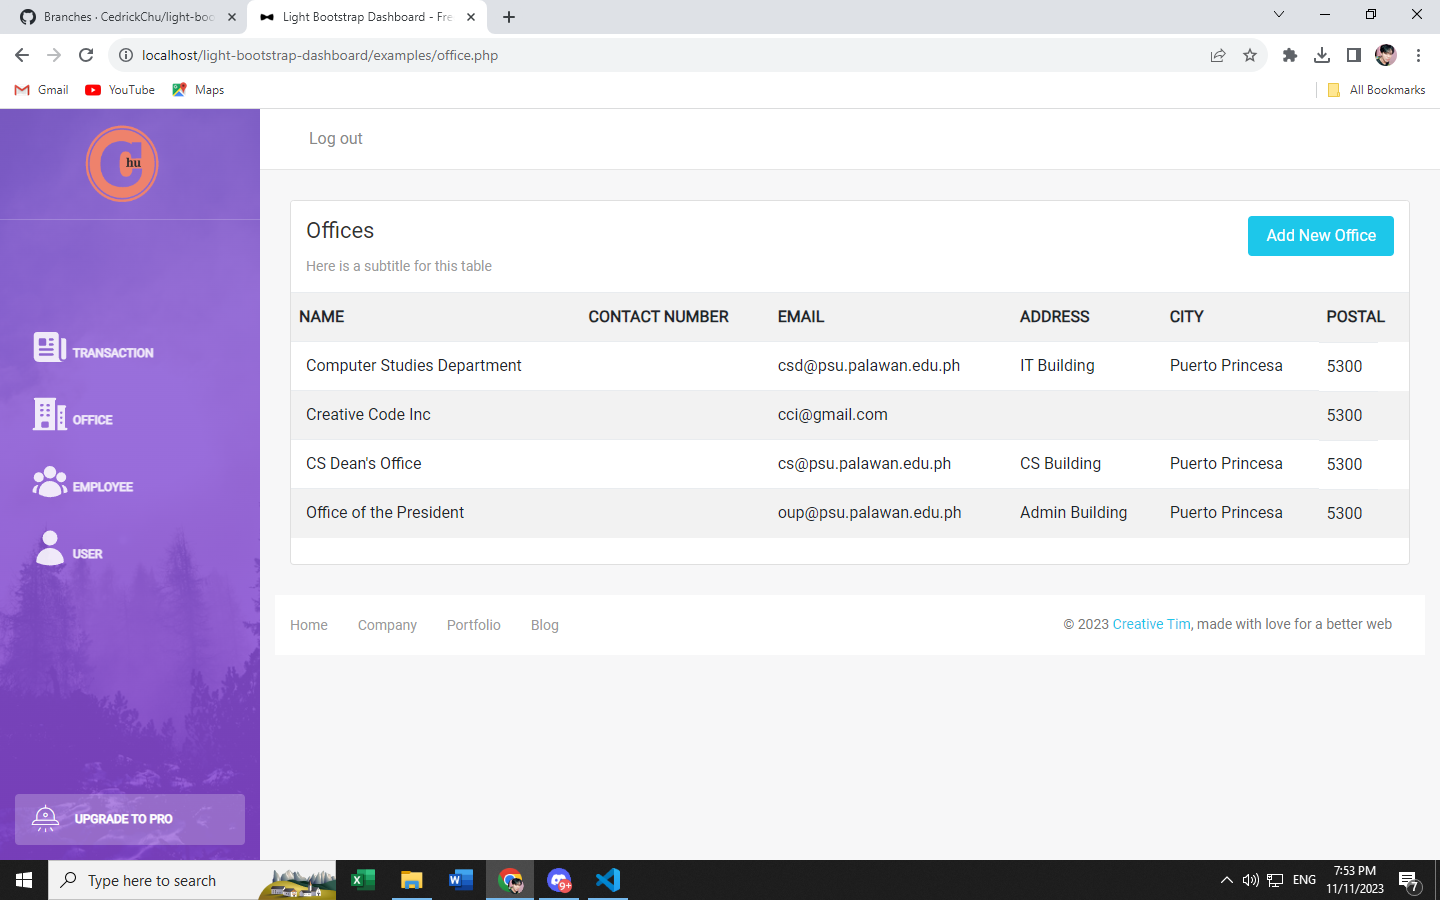 Branches · CedrickChu/light-boo
Light Bootstrap Dashboard - Fre
localhost/light-bootstrap-dashboard/examples/office.php
Gmail YouTube Maps All Bookmarks
C hu
Log out
Offices
Add New Office
Here is a subtitle for this table
NAME CONTACT NUMBER EMAIL ADDRESS CITY POSTAL
Computer Studies Department csd@psu.palawan.edu.ph IT Building Puerto Princesa 5300
Creative Code Inc cci@gmail.com 5300
CS Dean's Office cs@psu.palawan.edu.ph CS Building Puerto Princesa 5300
Office of the President oup@psu.palawan.edu.ph Admin Building Puerto Princesa 5300
TRANSACTION
OFFICE
EMPLOYEE
USER
UPGRADE TO PRO
Home Company Portfolio Blog
© 2023 Creative Tim, made with love for a better web
Type here to search
9+
ENG
7:53 PM
11/11/2023
7